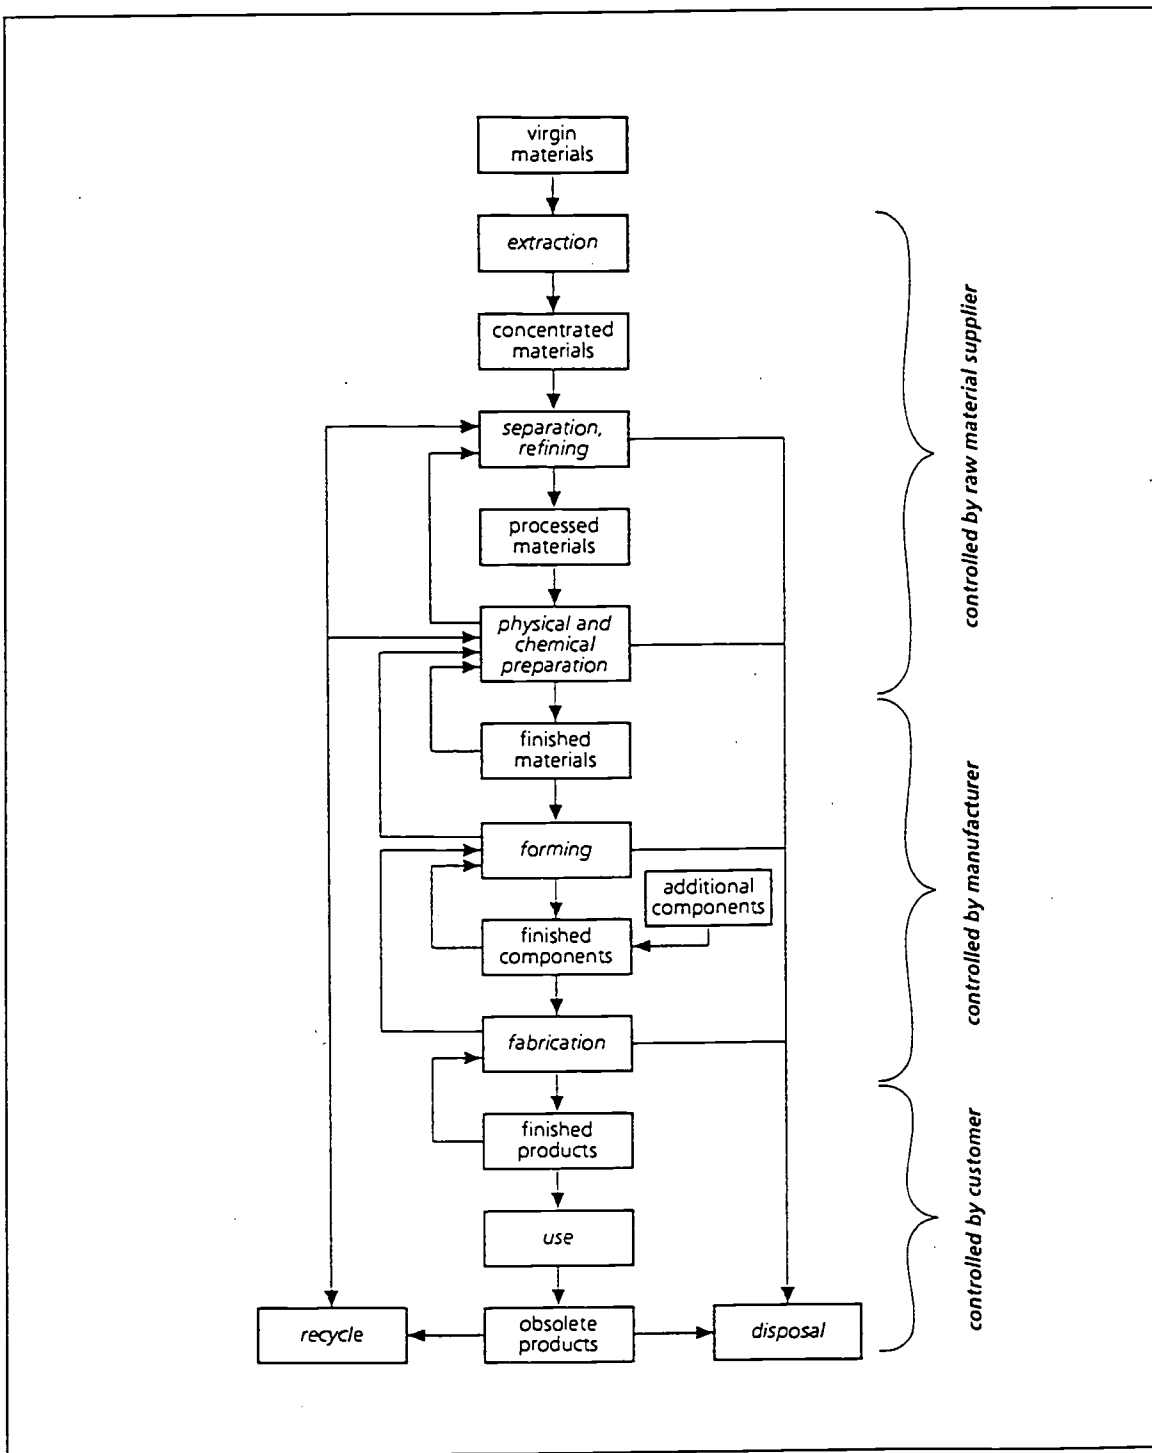 virgin
materials
extraction
concentrated
materials
separation,
refining
processed
materials
physical and
chemical
preparation
finished
materials
forming
additional
components
finished
components
fabrication
finished
products
use
recycle
obsolete
products
disposal
controlled by raw material supplier
controlled by manufacturer
controlled by customer